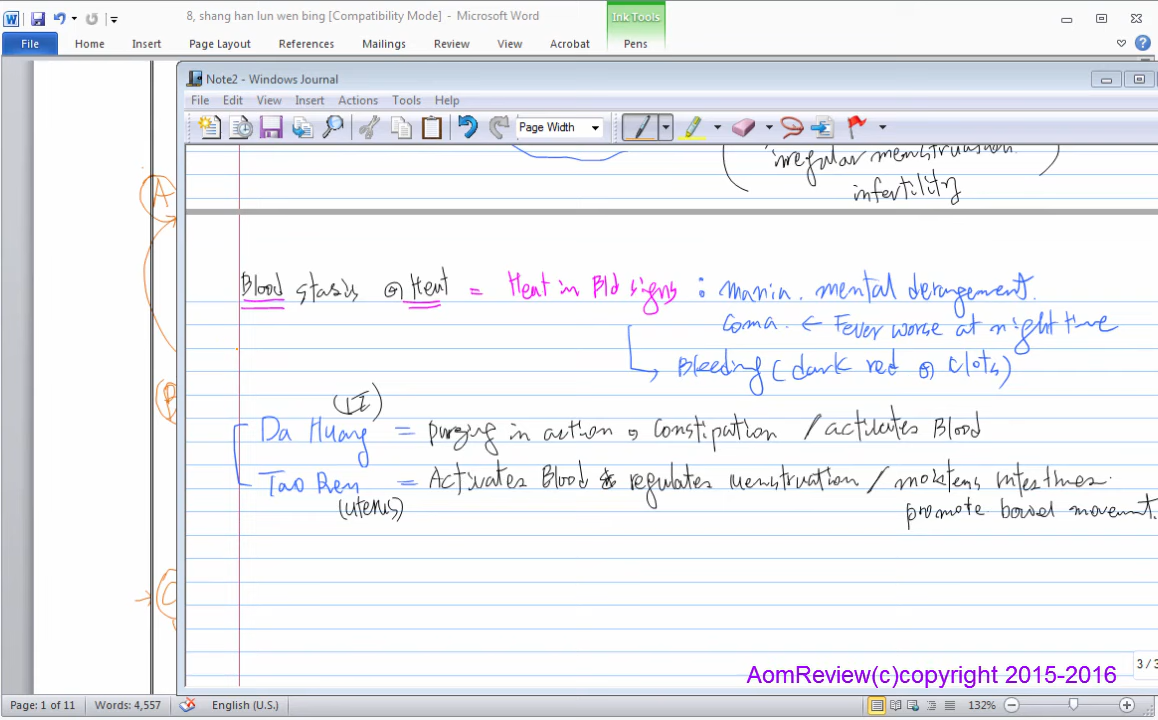 8, shang han lun wen bing [Compatibility Mode] - Microsoft Word
Ink Tools
File Home Insert Page Layout References Mailings Review View Acrobat Pens
Note2 - Windows Journal
File Edit View Insert Actions Tools Help
Page Width
irregular menstruation.
infertility
A
Blood stasis Heat = Heat in Bld signs : mania. mental derangement.
Coma. ← Fever worse at night time
Bleeding (dark red clots)
B
(LI)
Da Huang = purging in action, Constipation / activates Blood
Tao Ren = Activates Blood & regulates menstruation / moistens intestines.
(uterus)
promote bowel movement.
C
AomReview(c)copyright 2015-2016
3 / 3
Page: 1 of 11 Words: 4,557 English (U.S.) 132%